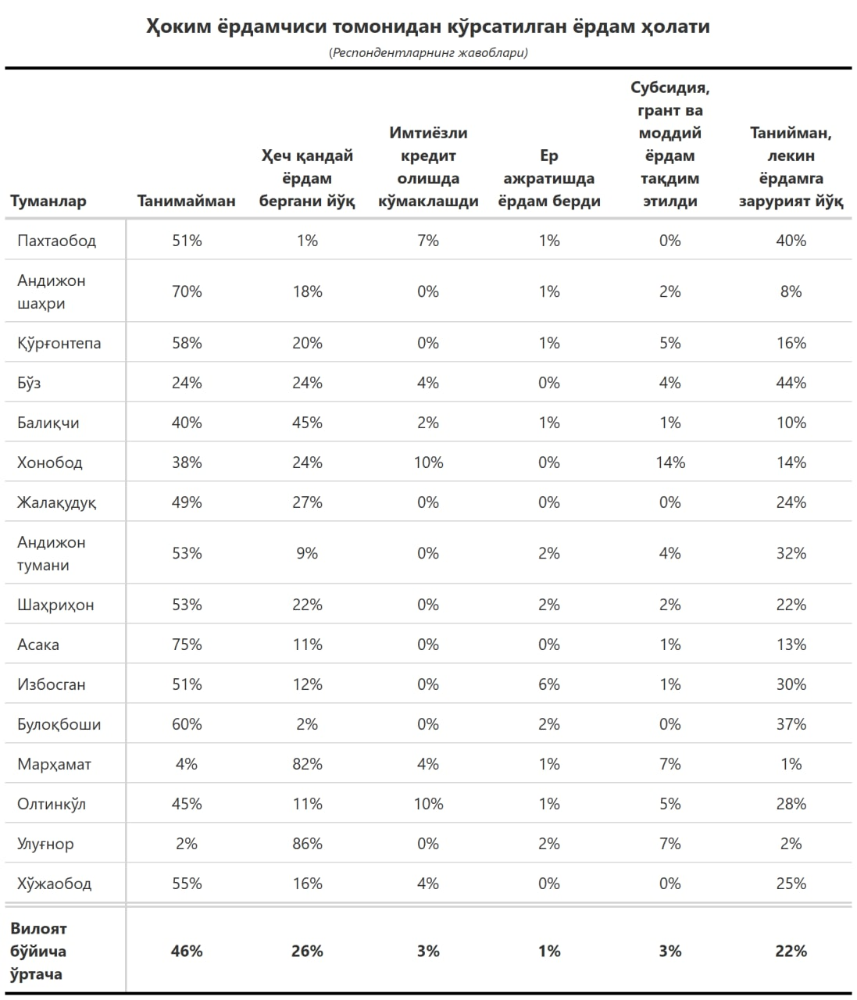 Ҳоким ёрдамчиси томонидан кўрсатилган ёрдам ҳолати
(Респондентларнинг жавоблари)
Туманлар Танимайман Ҳеч қандай ёрдам бергани йўқ Имтиёзли кредит олишда кўмаклашди Ер ажратишда ёрдам берди Субсидия, грант ва моддий ёрдам тақдим этилди Танийман, лекин ёрдамга зарурият йўқ
Пахтаобод 51% 1% 7% 1% 0% 40%
Андижон шаҳри 70% 18% 0% 1% 2% 8%
Қўрғонтепа 58% 20% 0% 1% 5% 16%
Бўз 24% 24% 4% 0% 4% 44%
Балиқчи 40% 45% 2% 1% 1% 10%
Хонобод 38% 24% 10% 0% 14% 14%
Жалақудуқ 49% 27% 0% 0% 0% 24%
Андижон тумани 53% 9% 0% 2% 4% 32%
Шаҳриҳон 53% 22% 0% 2% 2% 22%
Асака 75% 11% 0% 0% 1% 13%
Избосган 51% 12% 0% 6% 1% 30%
Булоқбоши 60% 2% 0% 2% 0% 37%
Марҳамат 4% 82% 4% 1% 7% 1%
Олтинкўл 45% 11% 10% 1% 5% 28%
Улуғнор 2% 86% 0% 2% 7% 2%
Хўжаобод 55% 16% 4% 0% 0% 25%
Вилоят бўйича ўртача 46% 26% 3% 1% 3% 22%